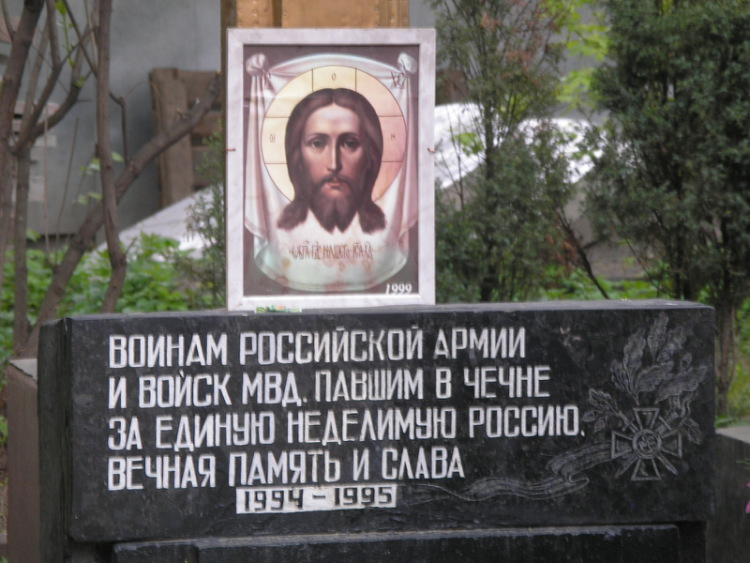 1999
ВОИНАМ РОССИЙСКОЙ АРМИИ
И ВОЙСК МВД, ПАВШИМ В ЧЕЧНЕ
ЗА ЕДИНУЮ НЕДЕЛИМУЮ РОССИЮ.
ВЕЧНАЯ ПАМЯТЬ И СЛАВА
1994 - 1995